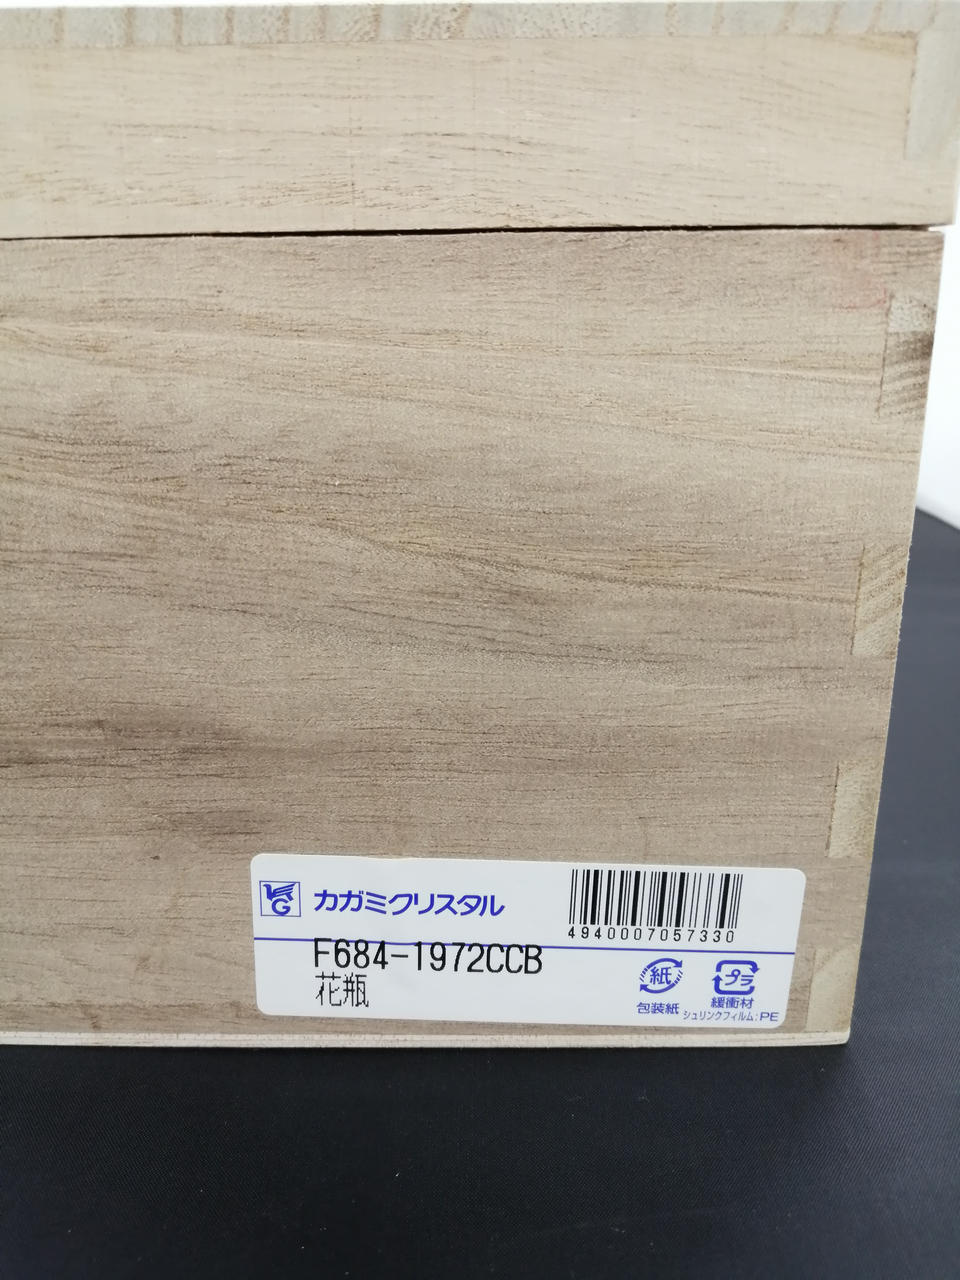 KG カガミクリスタル
4940007057330
F684-1972CCB
花瓶
紙
プラ
包装紙
緩衝材
シュリンクフィルム:PE